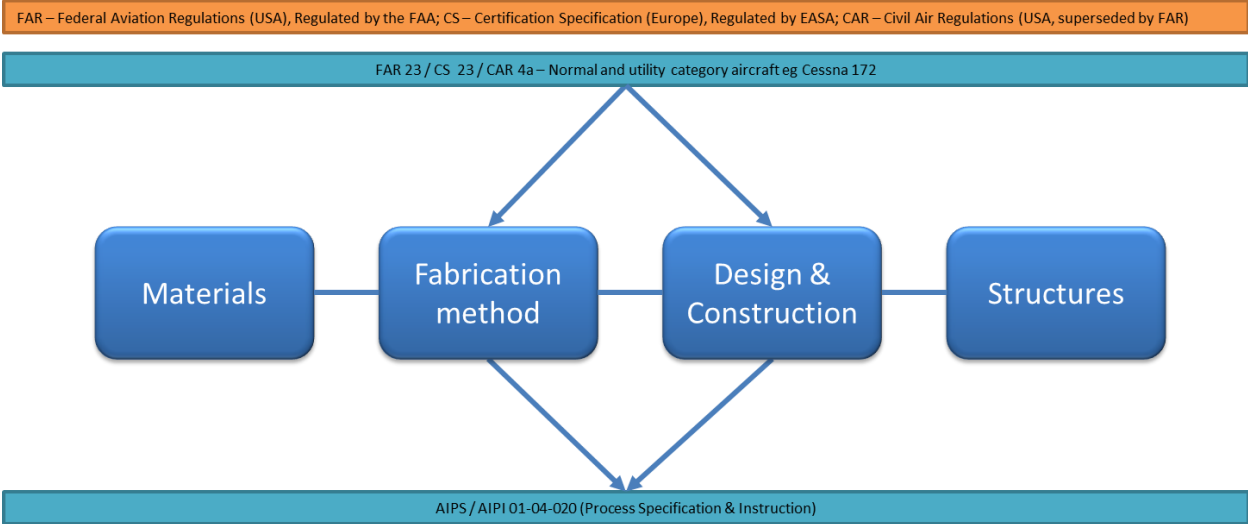 FAR – Federal Aviation Regulations (USA), Regulated by the FAA; CS – Certification Specification (Europe), Regulated by EASA; CAR – Civil Air Regulations (USA, superseded by FAR)
FAR 23 / CS 23 / CAR 4a – Normal and utility category aircraft eg Cessna 172
Materials
Fabrication
method
Design &
Construction
Structures
AIPS / AIPI 01-04-020 (Process Specification & Instruction)